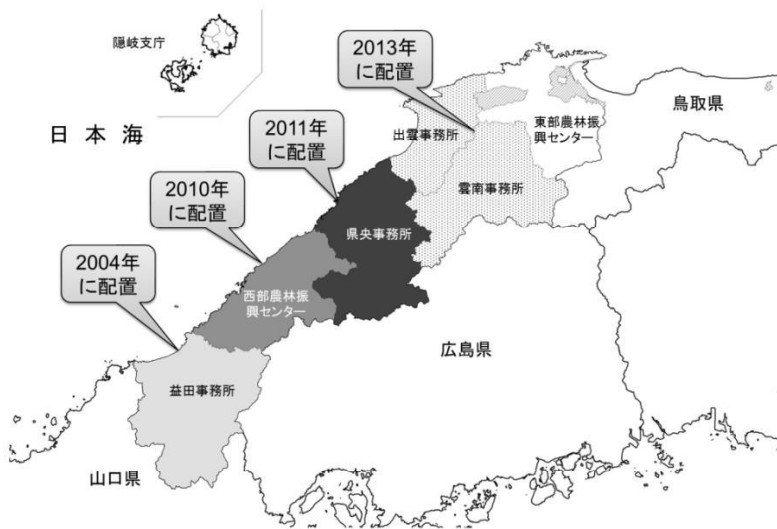 隠岐支庁
2013年
に配置
鳥取県
日本海
2011年
に配置
出雲事務所
東部農林振
興センター
2010年
に配置
雲南事務所
県央事務所
2004年
に配置
西部農林振
興センター
広島県
益田事務所
山口県